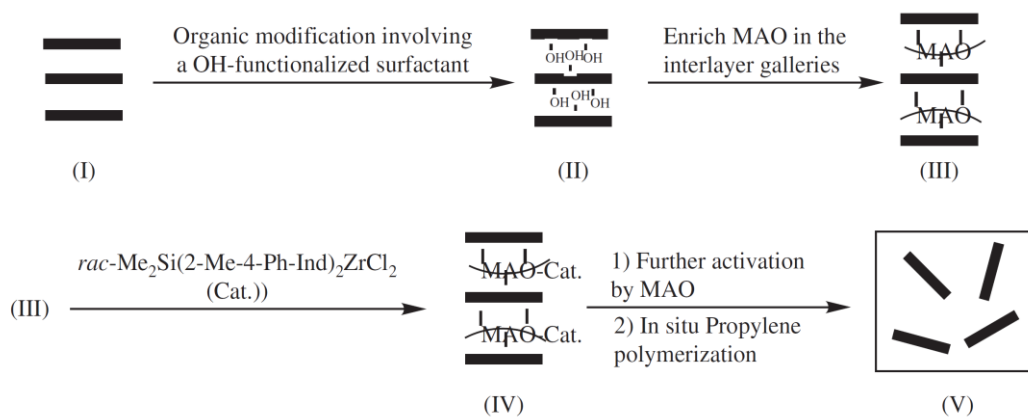 Organic modification involving
a OH-functionalized surfactant
Enrich MAO in the
interlayer galleries
OH OH OH
OH OH OH
MAO
MAO
(I)
(II)
(III)
(III)
rac-Me₂Si(2-Me-4-Ph-Ind)₂ZrCl₂
(Cat.))
MAO-Cat.
MAO-Cat.
1) Further activation
by MAO
2) In situ Propylene
polymerization
(IV)
(V)